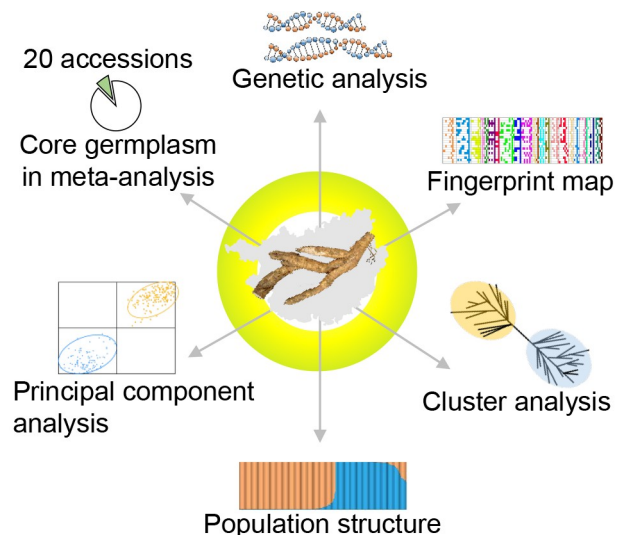 20 accessions
Core germplasm
in meta-analysis
Genetic analysis
Fingerprint map
Principal component
analysis
Cluster analysis
Population structure